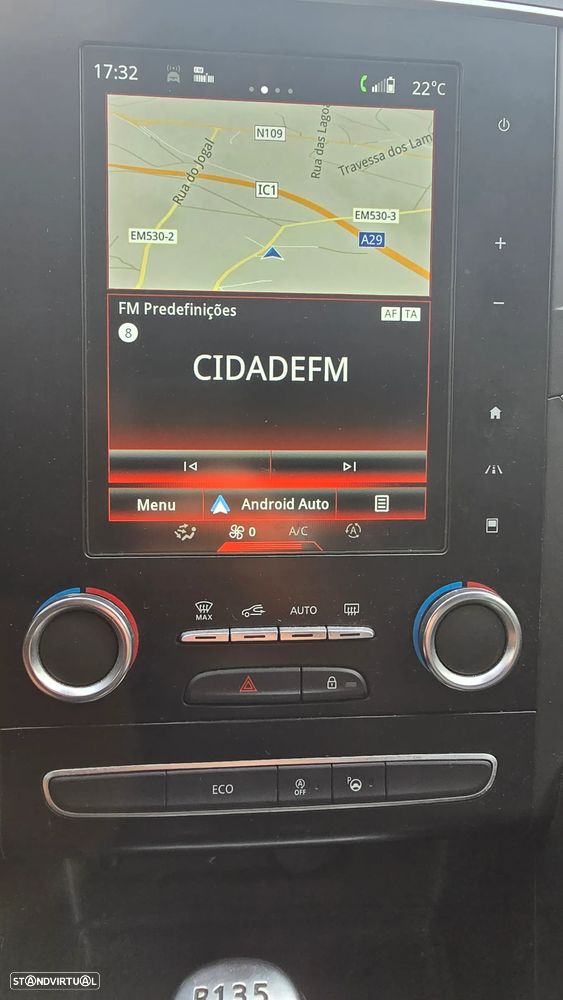 17:32
22°C
N109
Rua do Jogal
Rua das Lagoa
Travessa dos Lam
IC1
EM530-3
EM530-2
A29
FM Predefinições
AF TA
8
CIDADEFM
Menu
Android Auto
0
A/C
A
MAX
AUTO
ECO
A
OFF
P
R135
STANDVIRTUAL